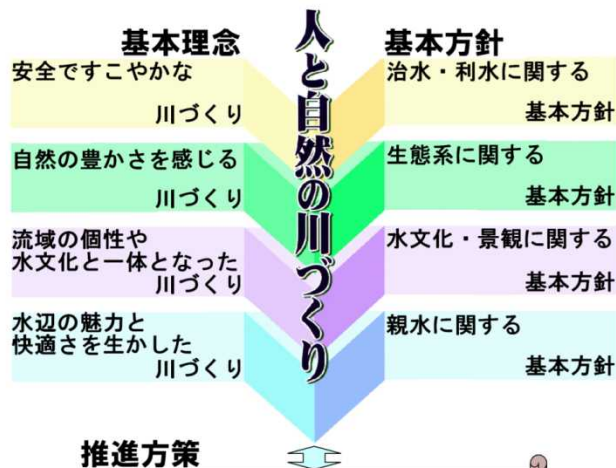 基本理念
人と自然の川づくり
基本方針
安全ですこやかな
川づくり
治水・利水に関する
基本方針
自然の豊かさを感じる
川づくり
生態系に関する
基本方針
流域の個性や
水文化と一体となった
川づくり
水文化・景観に関する
基本方針
水辺の魅力と
快適さを生かした
川づくり
親水に関する
基本方針
推進方策